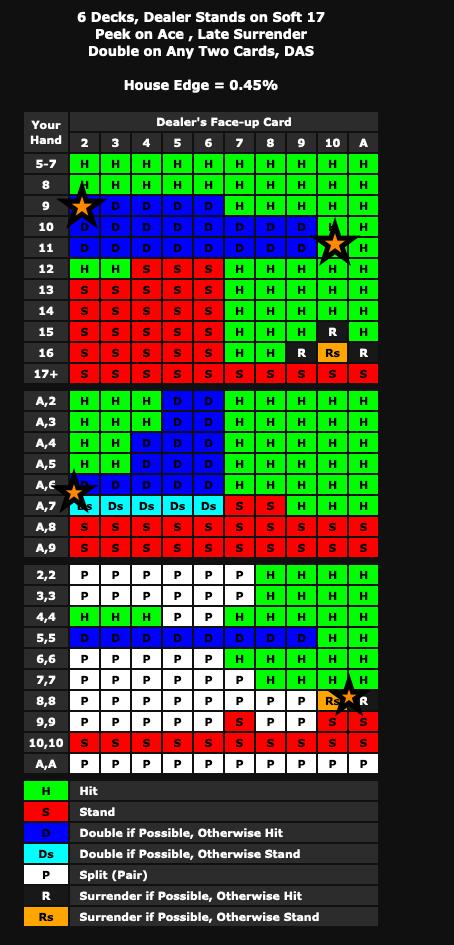 6 Decks, Dealer Stands on Soft 17
Peek on Ace , Late Surrender
Double on Any Two Cards, DAS
House Edge = 0.45%
Your Hand Dealer's Face-up Card
2 3 4 5 6 7 8 9 10 A
5-7 H H H H H H H H H H
8 H H H H H H H H H H
9 D D D D H H H H H
10 D D D D D D D D H H
11 D D D D D D D D H
12 H H S S S H H H H H
13 S S S S S H H H H H
14 S S S S S H H H H H
15 S S S S S H H H R H
16 S S S S S H H R Rs R
17+ S S S S S S S S S S
A,2 H H H D D H H H H H
A,3 H H H D D H H H H H
A,4 H H D D D H H H H H
A,5 H H D D D H H H H H
A,6 D D D D D H H H H H
A,7 Ds Ds Ds Ds Ds S S H H H
A,8 S S S S S S S S S S
A,9 S S S S S S S S S S
2,2 P P P P P P H H H H
3,3 P P P P P P H H H H
4,4 H H H P P H H H H H
5,5 D D D D D D D D H H
6,6 P P P P P H H H H H
7,7 P P P P P P H H H H
8,8 P P P P P P P P Rs R
9,9 P P P P P S P P S S
10,10 S S S S S S S S S S
A,A P P P P P P P P P P
H Hit
S Stand
D Double if Possible, Otherwise Hit
Ds Double if Possible, Otherwise Stand
P Split (Pair)
R Surrender if Possible, Otherwise Hit
Rs Surrender if Possible, Otherwise Stand